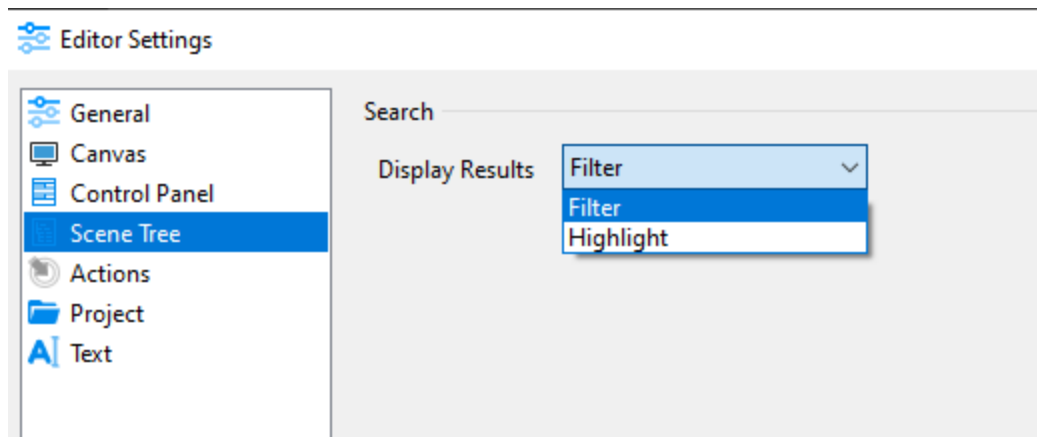 Editor Settings
General
Canvas
Control Panel
Scene Tree
Actions
Project
Text
Search
Display Results
Filter
Filter
Highlight